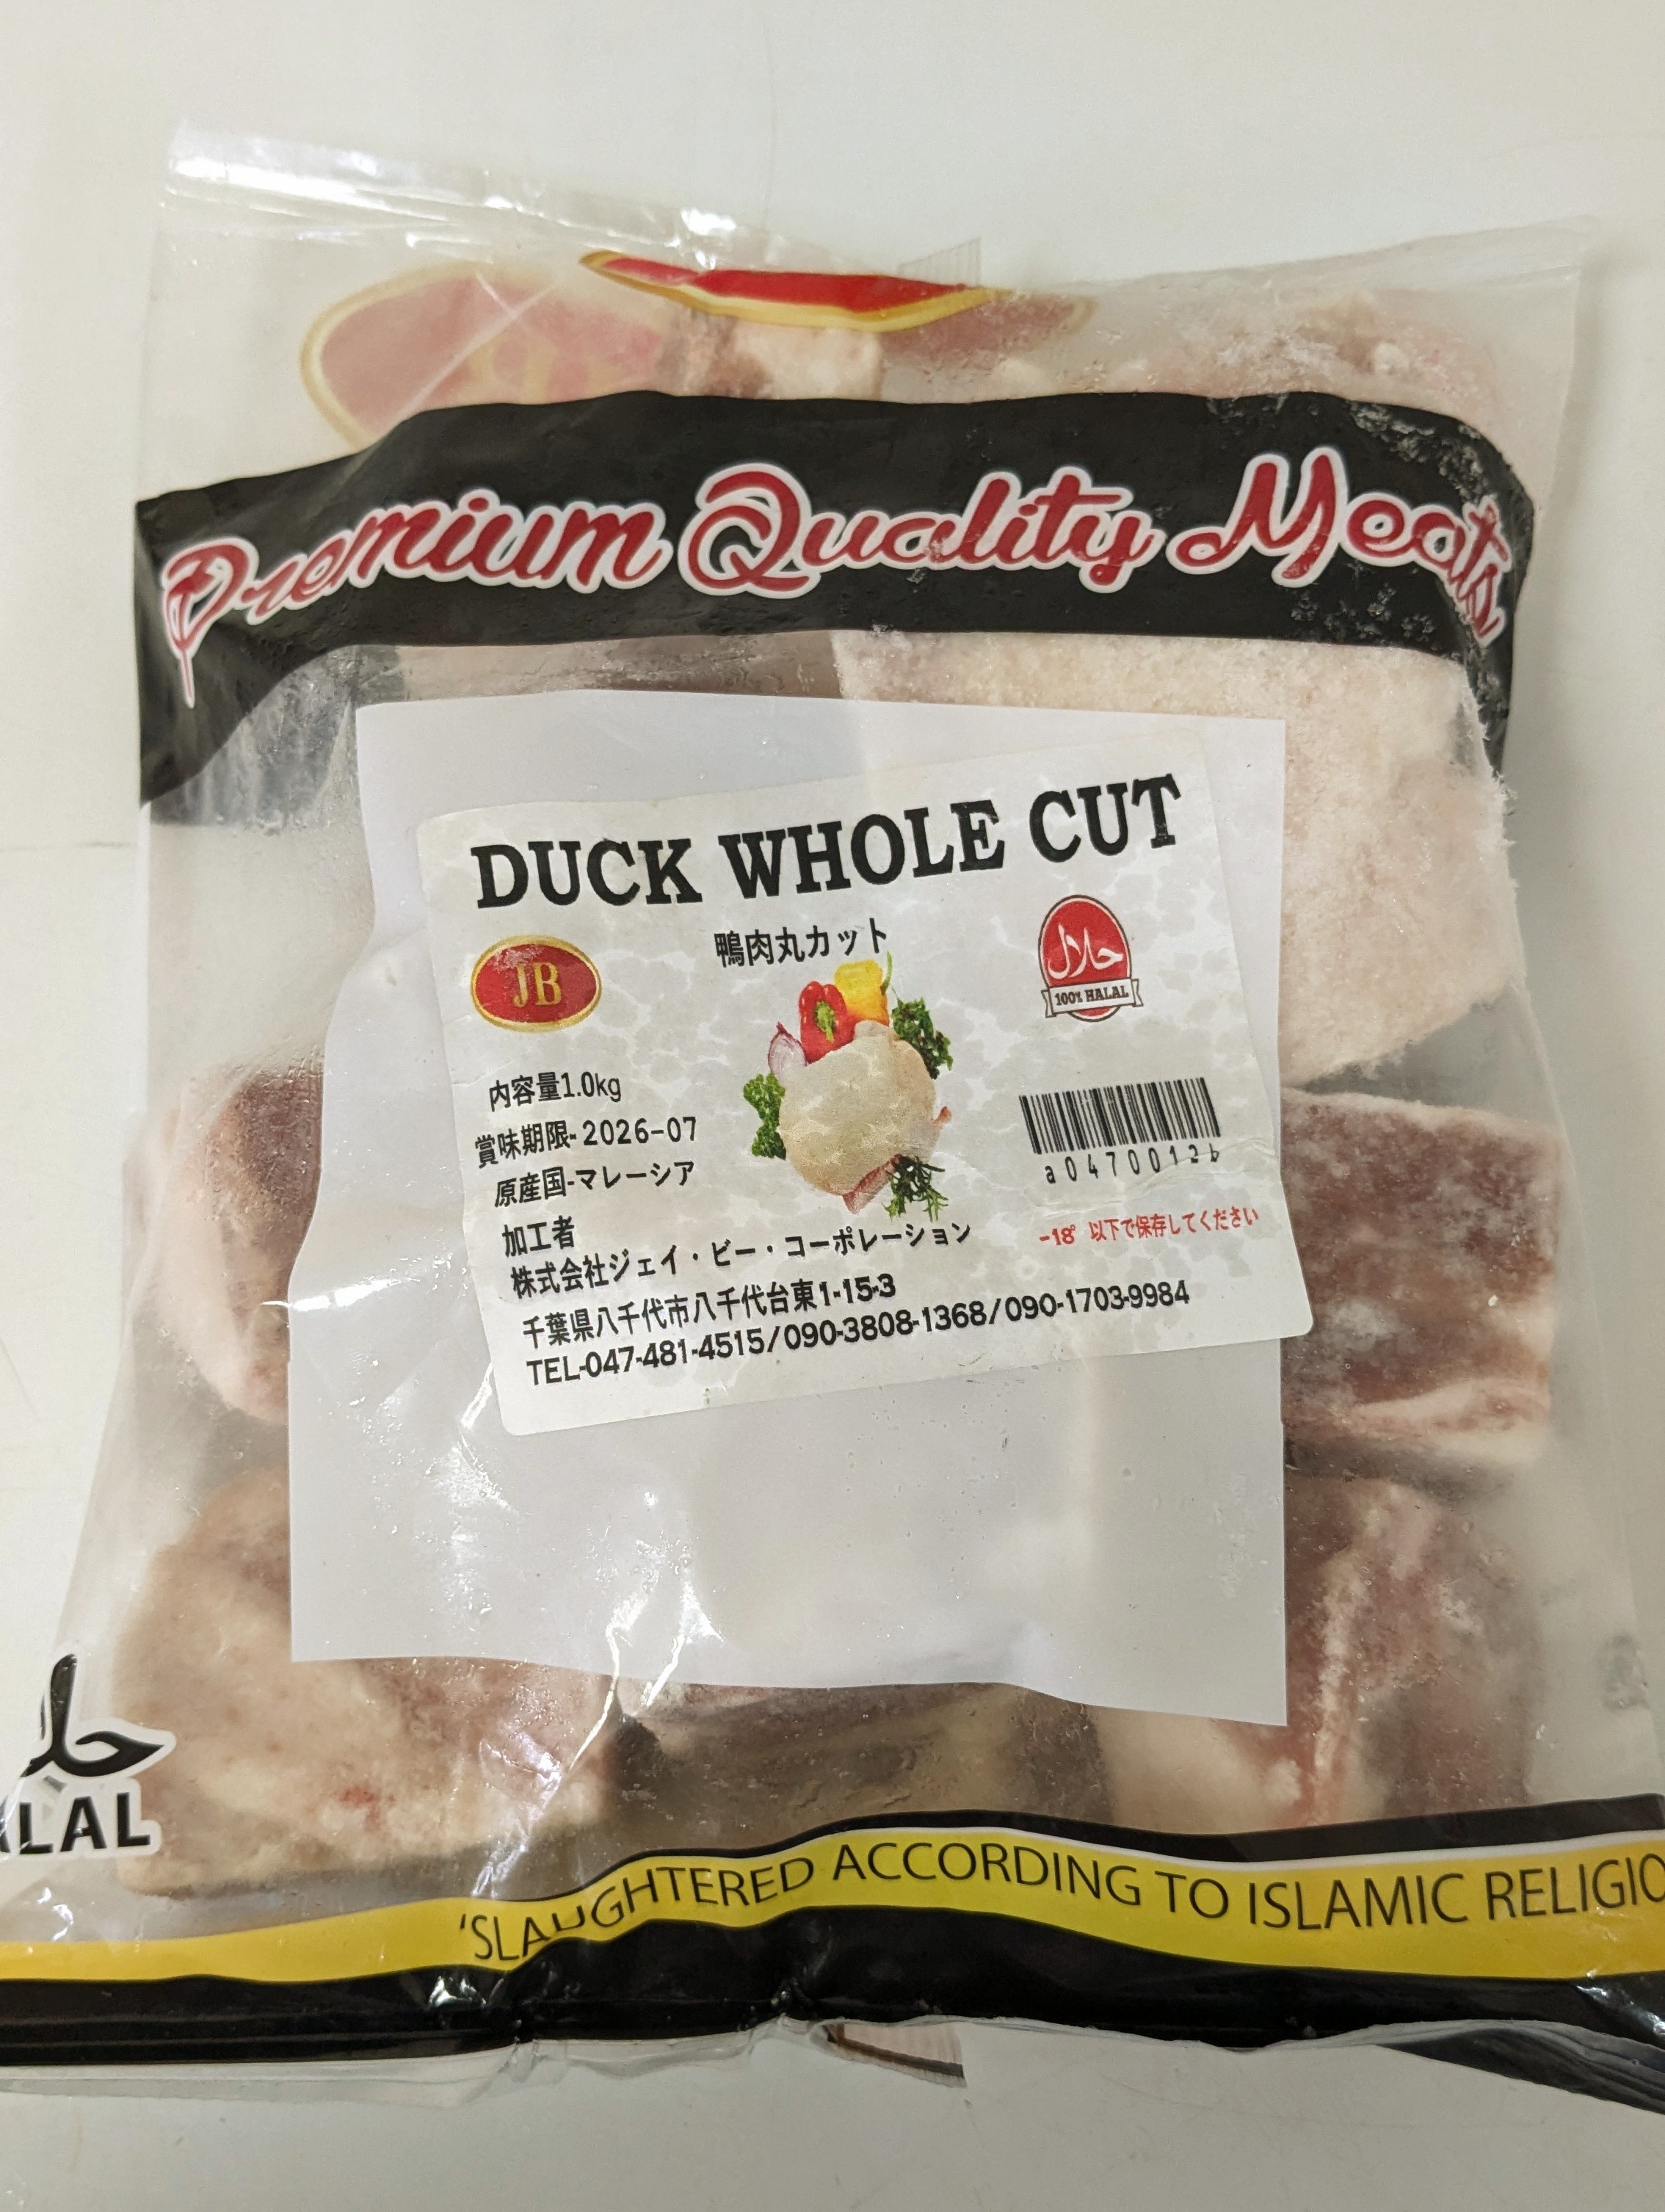 Premium Quality Meats
DUCK WHOLE CUT
鴨肉丸カット
JB
حلال
100% HALAL
内容量1.0kg
賞味期限-2026-07
原産国-マレーシア
a0470012b
-18° 以下で保存してください
加工者
株式会社ジェイ・ビー・コーポレーション
千葉県八千代市八千代台東1-15-3
TEL-047-481-4515/090-3808-1368/090-1703-9984
ALAL
'SLAUGHTERED ACCORDING TO ISLAMIC RELIGIO